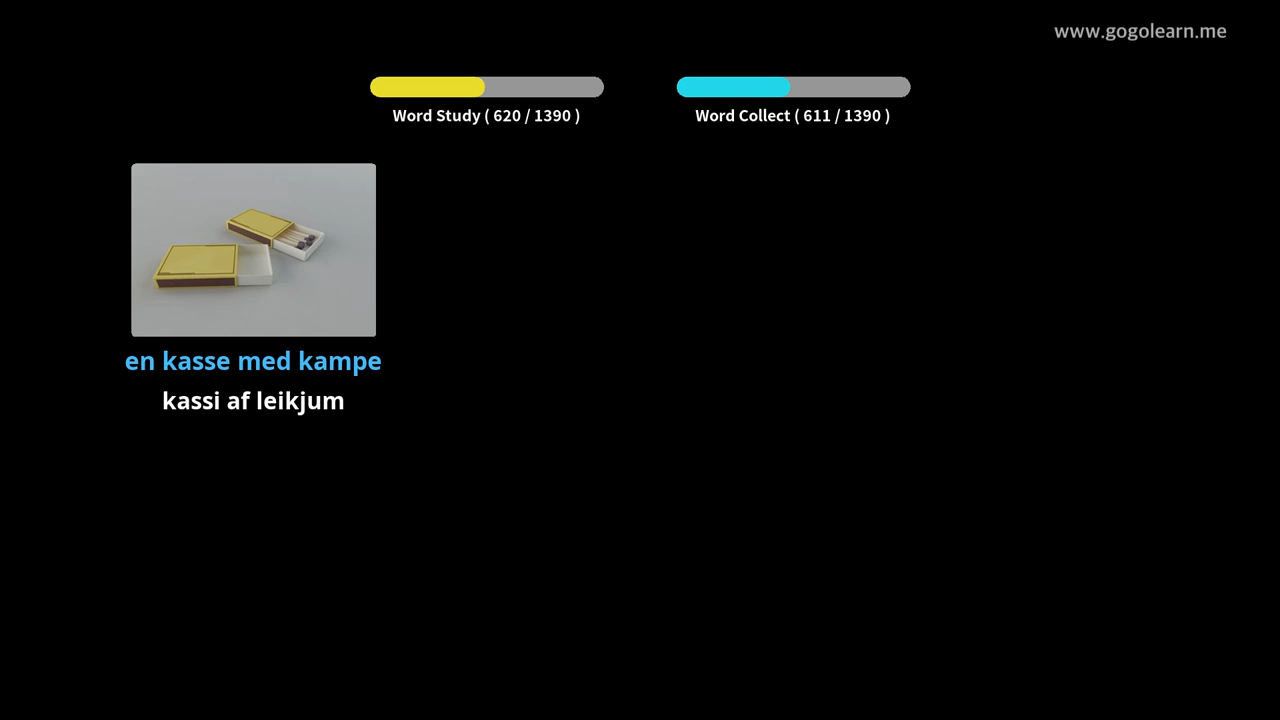 www.gogolearn.me
Word Study ( 620 / 1390 )
Word Collect ( 611 / 1390 )
en kasse med kampe
kassi af leikjum